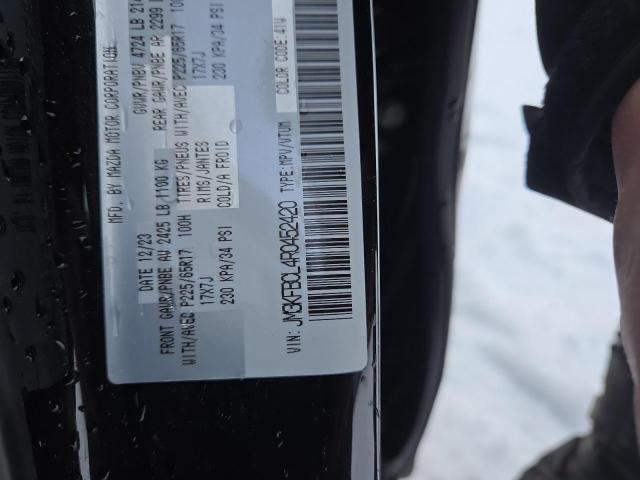 MFD. BY MAZDA MOTOR CORPORATION
DATE 12/23 GVWR/PNBV 4724 LB
FRONT GAWR/PNBE AV 2425 LB 1100 KG REAR GAWR/PNBE AR 2299
WITH/AVEC P225/65R17 100H TIRES/PNEUS WITH/AVEC P225/65R17
17X7J RIMS/JANTES 17X7J
230 KPA/34 PSI COLD/A FROID 230 KPA/34 PSI
VIN: JM3KFBCL4R0452420 TYPE: MPV/VTUM COLOR CODE: 41W